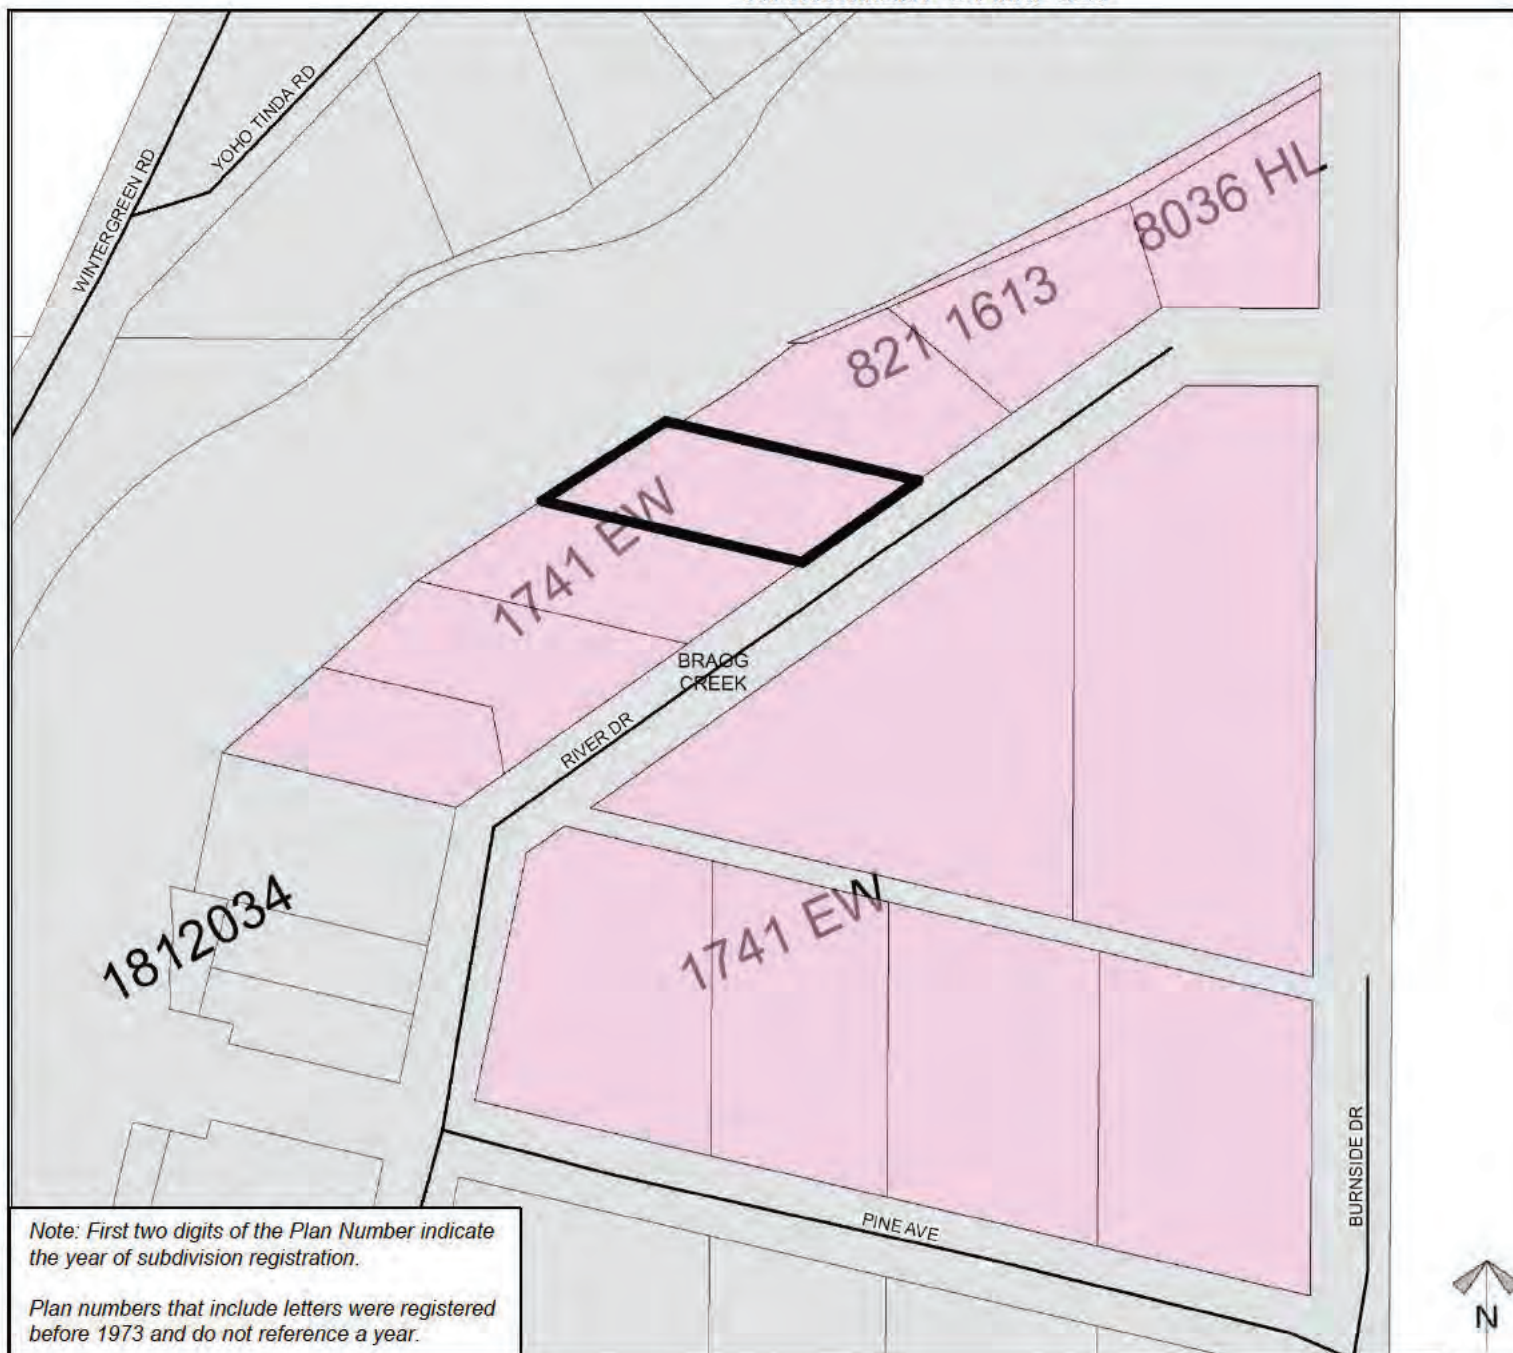 YOHO TINDA RD
WINTERGREEN RD
8036 HL
821 1613
1741 EW
BRAGG
CREEK
RIVER DR
1741 EW
1812034
BURNSIDE DR
PINE AVE
Note: First two digits of the Plan Number indicate
the year of subdivision registration.
Plan numbers that include letters were registered
before 1973 and do not reference a year.
N